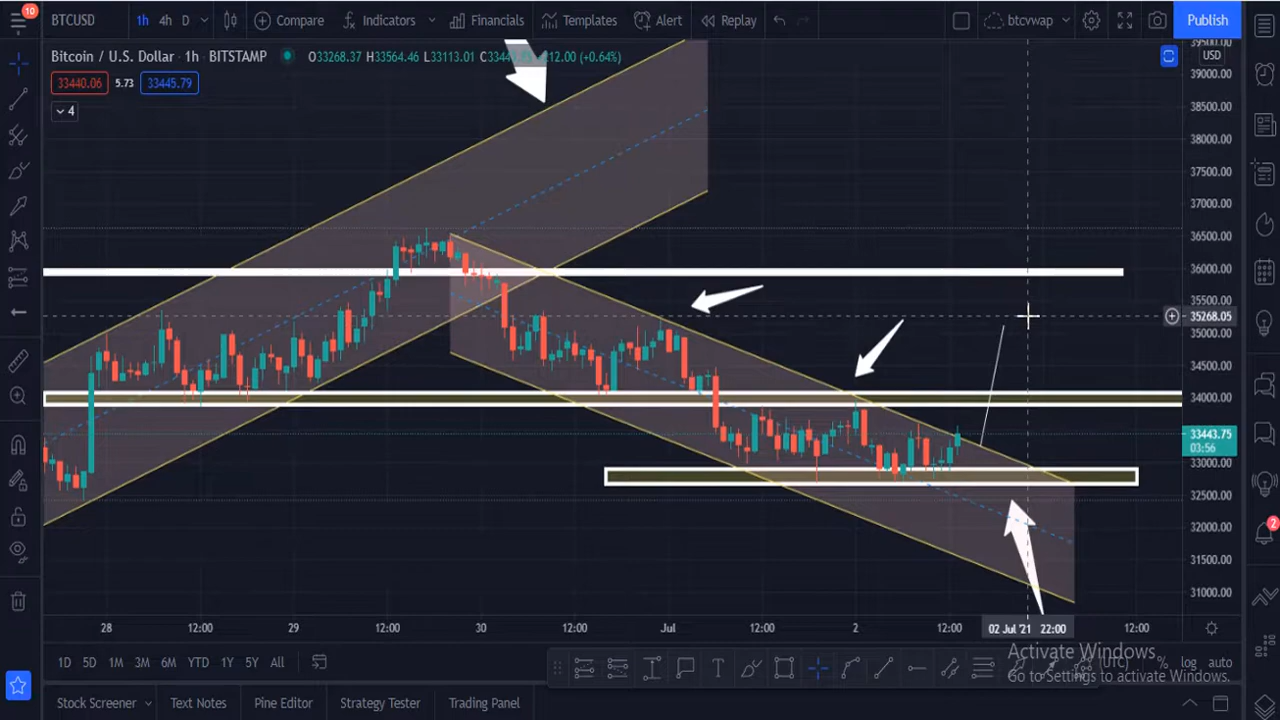 10
BTCUSD 1h 4h D Compare Indicators Financials Templates Alert Replay btcvwap Publish
Bitcoin / U.S. Dollar · 1h · BITSTAMP O33268.37 H33564.46 L33113.01 (+0.64%)
33440.06 5.73 33445.79
4
USD
39000.00
38500.00
38000.00
37500.00
37000.00
36500.00
36000.00
35500.00
35268.05
35000.00
34500.00
34000.00
33443.75
03:56
33000.00
32500.00
32000.00
31500.00
31000.00
2
28 12:00 29 12:00 30 12:00 Jul 12:00 2 12:00 02 Jul '21 22:00 12:00
1D 5D 1M 3M 6M YTD 1Y 5Y All (UTC) % log auto
Activate Windows
Go to Settings to activate Windows.
Stock Screener Text Notes Pine Editor Strategy Tester Trading Panel